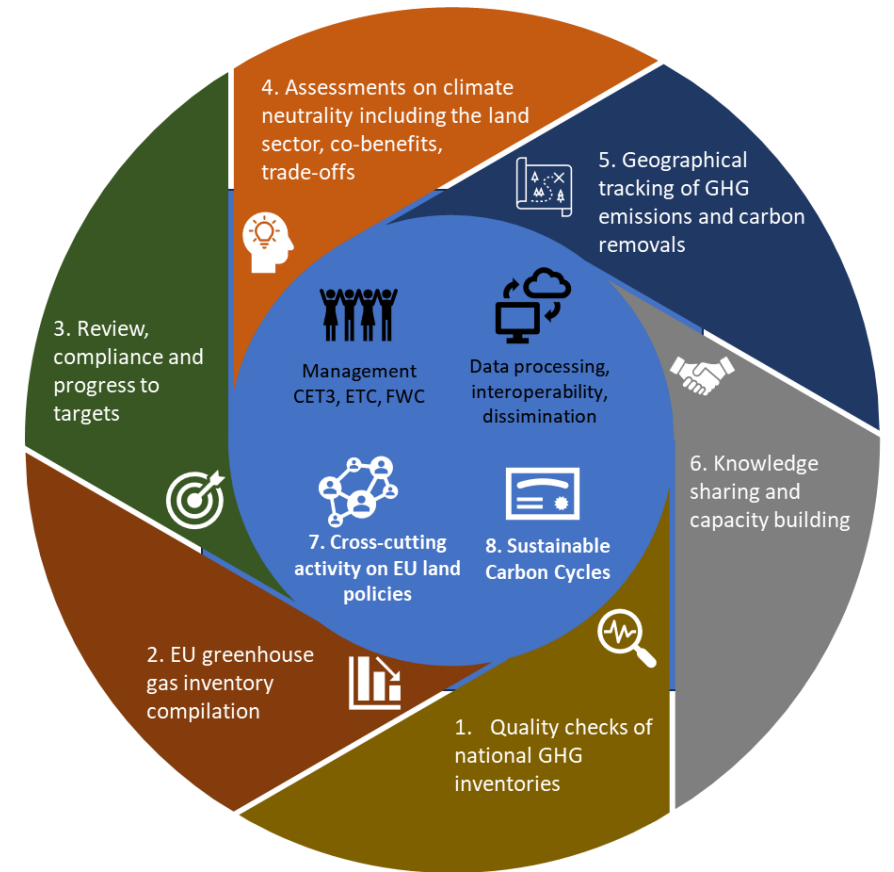 4. Assessments on climate
neutrality including the land
sector, co-benefits,
trade-offs
5. Geographical
tracking of GHG
emissions and carbon
removals
3. Review,
compliance and
progress to
targets
Management
CET3, ETC, FWC
Data processing,
interoperability,
dissimination
6. Knowledge
sharing and
capacity building
7. Cross-cutting
activity on EU land
policies
8. Sustainable
Carbon Cycles
2. EU greenhouse
gas inventory
compilation
1. Quality checks of
national GHG
inventories